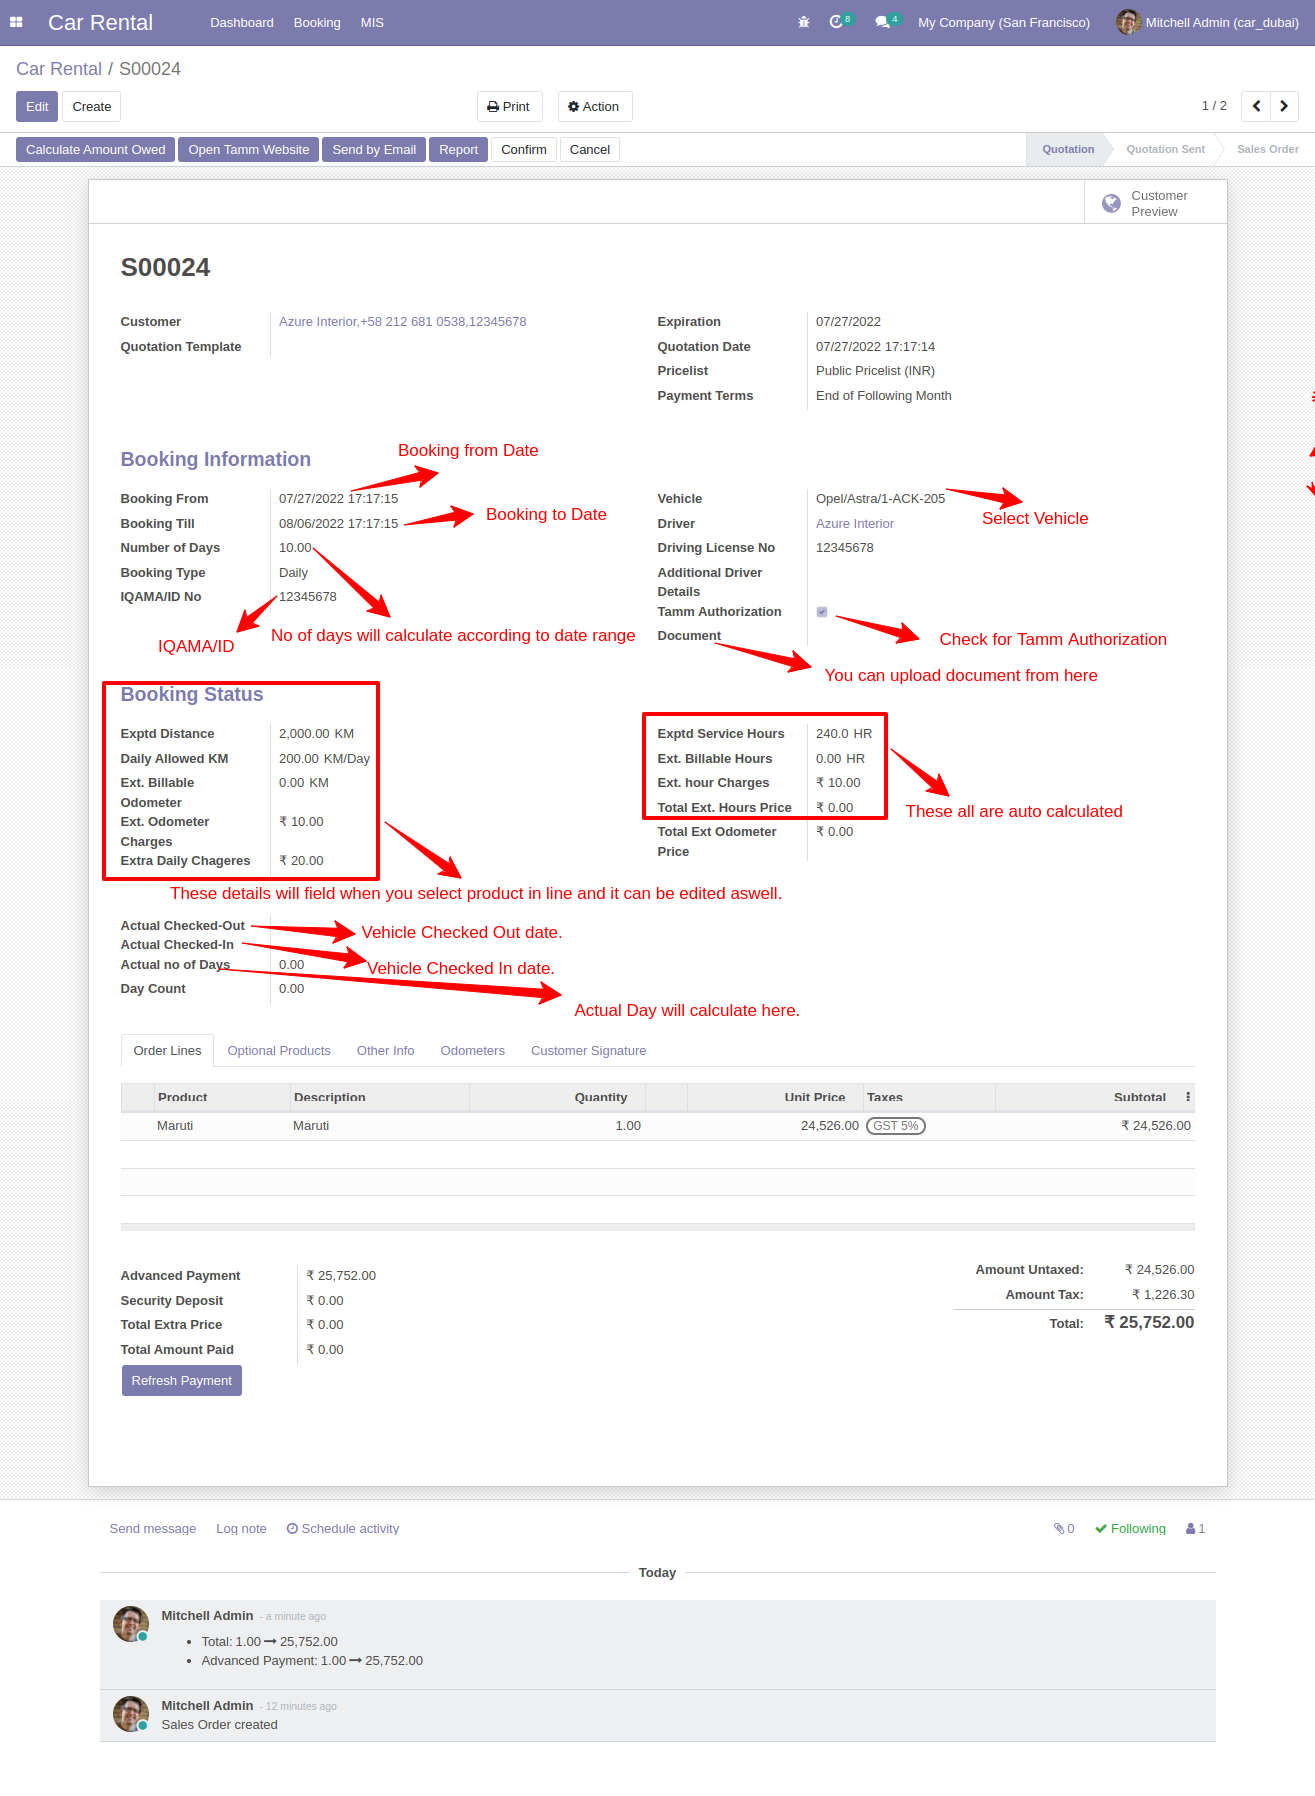 Car Rental Dashboard Booking MIS 8 4 My Company (San Francisco) Mitchell Admin (car_dubai)
Car Rental / S00024
Edit Create Print Action 1 / 2
Calculate Amount Owed Open Tamm Website Send by Email Report Confirm Cancel Quotation Quotation Sent Sales Order
Customer
Preview
S00024
Customer Azure Interior,+58 212 681 0538,12345678 Expiration 07/27/2022
Quotation Template Quotation Date 07/27/2022 17:17:14
Pricelist Public Pricelist (INR)
Payment Terms End of Following Month
Booking from Date
Booking Information
Booking From 07/27/2022 17:17:15 Vehicle Opel/Astra/1-ACK-205
Booking to Date Select Vehicle
Booking Till 08/06/2022 17:17:15 Driver Azure Interior
Number of Days 10.00 Driving License No 12345678
Booking Type Daily Additional Driver
Details
IQAMA/ID No 12345678 Tamm Authorization
No of days will calculate according to date range Document Check for Tamm Authorization
IQAMA/ID
You can upload document from here
Booking Status
Exptd Distance 2,000.00 KM Exptd Service Hours 240.0 HR
Daily Allowed KM 200.00 KM/Day Ext. Billable Hours 0.00 HR
Ext. Billable 0.00 KM Ext. hour Charges ₹ 10.00
Odometer Total Ext. Hours Price ₹ 0.00
These all are auto calculated
Ext. Odometer ₹ 10.00 Total Ext Odometer ₹ 0.00
Charges Price
Extra Daily Chageres ₹ 20.00
These details will field when you select product in line and it can be edited aswell.
Actual Checked-Out Vehicle Checked Out date.
Actual Checked-In
Actual no of Days 0.00 Vehicle Checked In date.
Day Count 0.00
Actual Day will calculate here.
Order Lines Optional Products Other Info Odometers Customer Signature
Product Description Quantity Unit Price Taxes Subtotal
Maruti Maruti 1.00 24,526.00 GST 5% ₹ 24,526.00
Advanced Payment ₹ 25,752.00 Amount Untaxed: ₹ 24,526.00
Security Deposit ₹ 0.00 Amount Tax: ₹ 1,226.30
Total Extra Price ₹ 0.00 Total: ₹ 25,752.00
Total Amount Paid ₹ 0.00
Refresh Payment
Send message Log note Schedule activity 0 Following 1
Today
Mitchell Admin - a minute ago
• Total: 1.00 → 25,752.00
• Advanced Payment: 1.00 → 25,752.00
Mitchell Admin - 12 minutes ago
Sales Order created